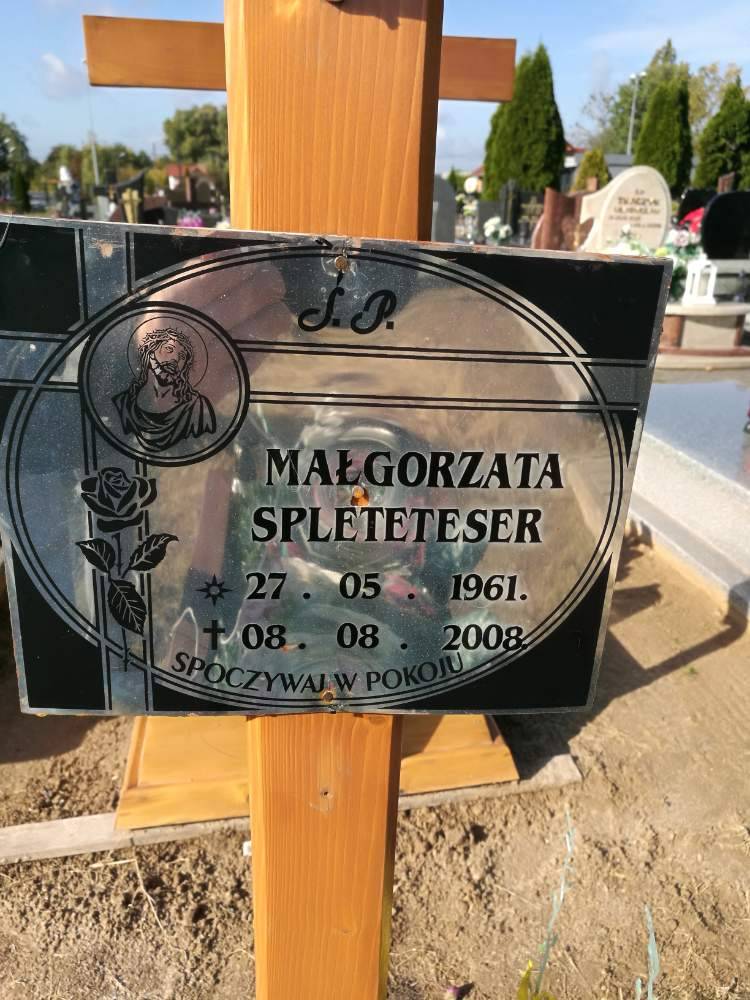 Ś. P.
MAŁGORZATA
SPLETETESER
27 . 05 . 1961.
08 . 08 . 2008.
SPOCZYWAJ W POKOJU